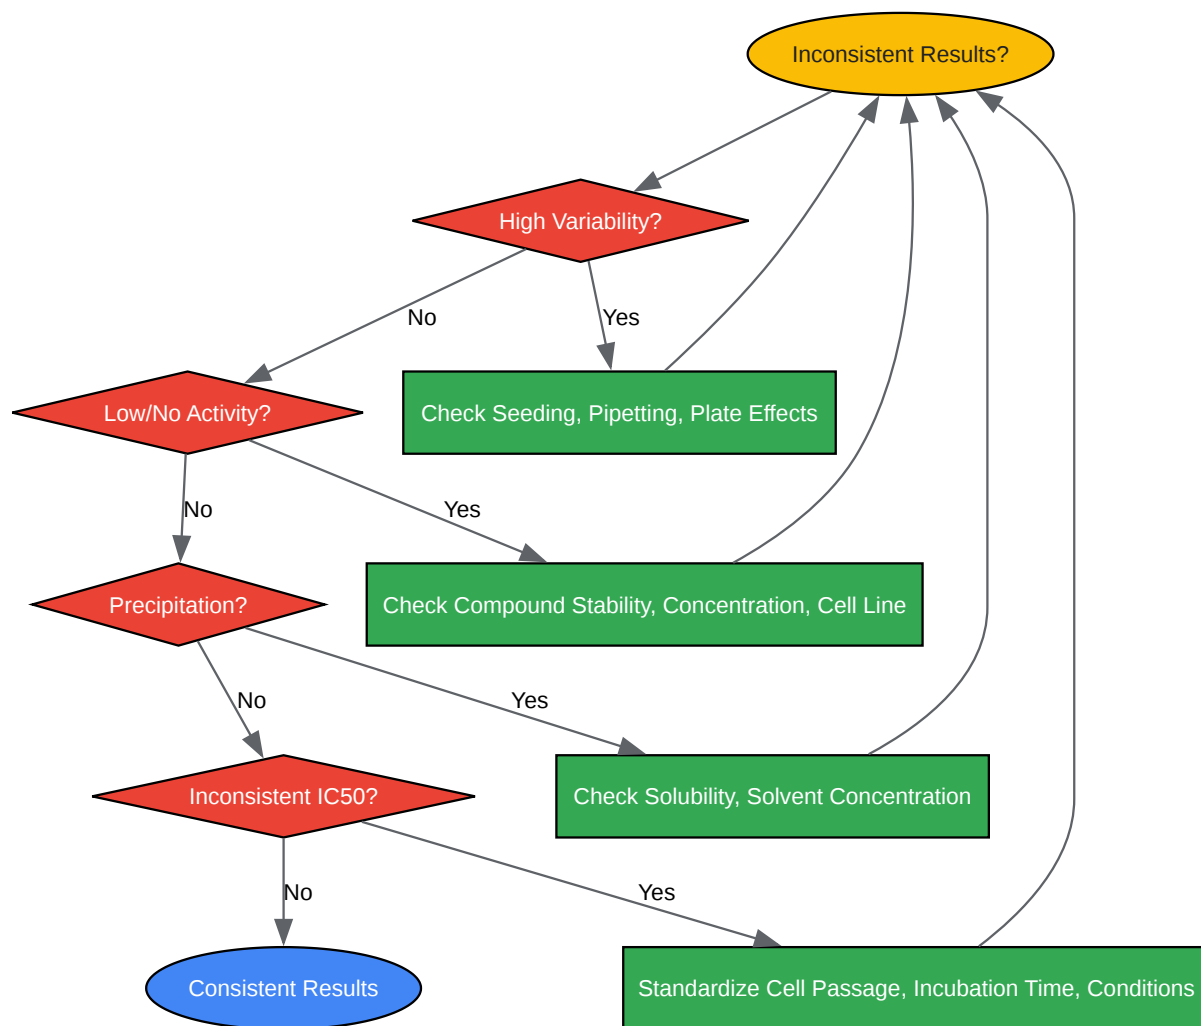 Inconsistent Results?
High Variability?
No
Yes
Low/No Activity?
Check Seeding, Pipetting, Plate Effects
No
Yes
Precipitation?
Check Compound Stability, Concentration, Cell Line
No
Yes
Inconsistent IC50?
Check Solubility, Solvent Concentration
No
Yes
Consistent Results
Standardize Cell Passage, Incubation Time, Conditions